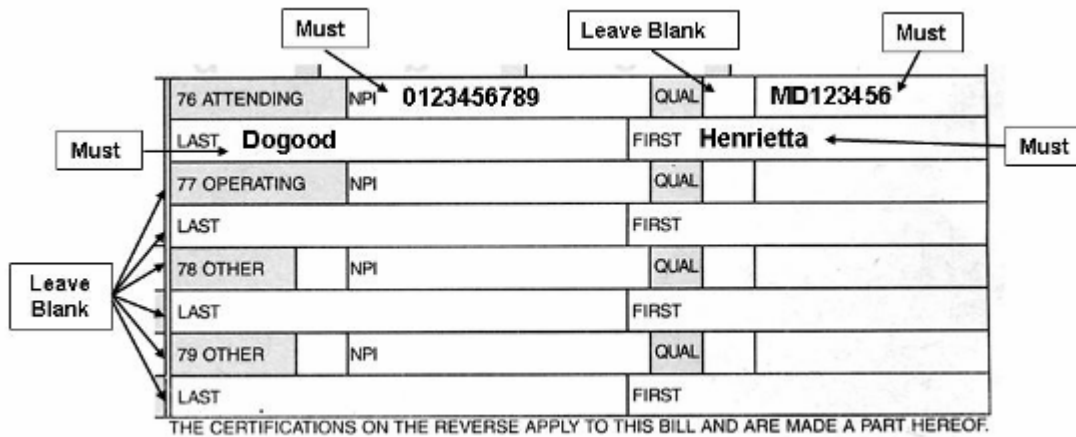 Must Leave Blank Must
76 ATTENDING NPI 0123456789 QUAL MD123456
Must LAST Dogood FIRST Henrietta Must
77 OPERATING NPI QUAL
LAST FIRST
78 OTHER NPI QUAL
Leave
Blank
LAST FIRST
79 OTHER NPI QUAL
LAST FIRST
THE CERTIFICATIONS ON THE REVERSE APPLY TO THIS BILL AND ARE MADE A PART HEREOF.